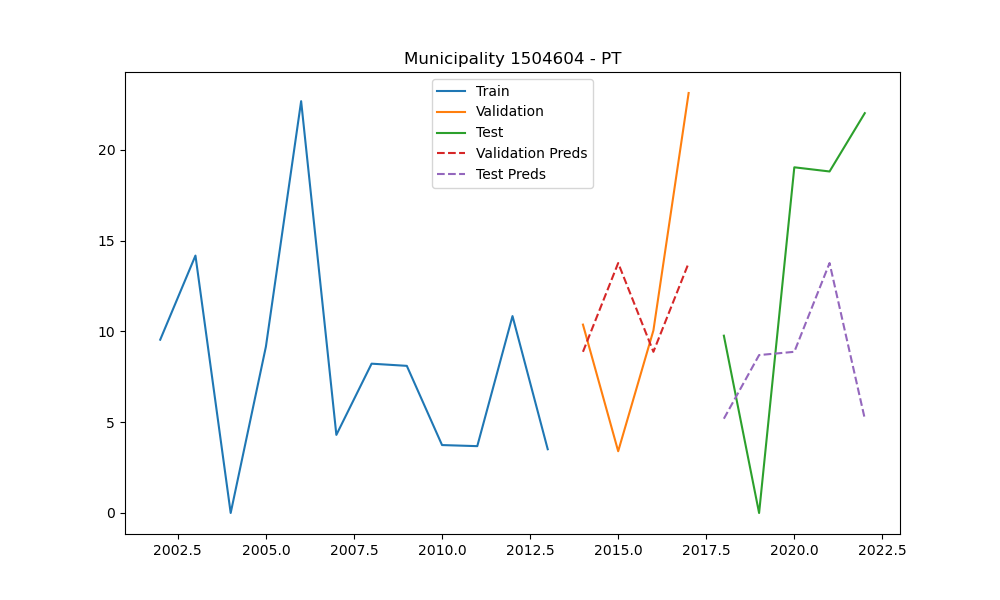 Municipality 1504604 - PT
Train
Validation
Test
Validation Preds
Test Preds
20
15
10
5
0
2002.5 2005.0 2007.5 2010.0 2012.5 2015.0 2017.5 2020.0 2022.5